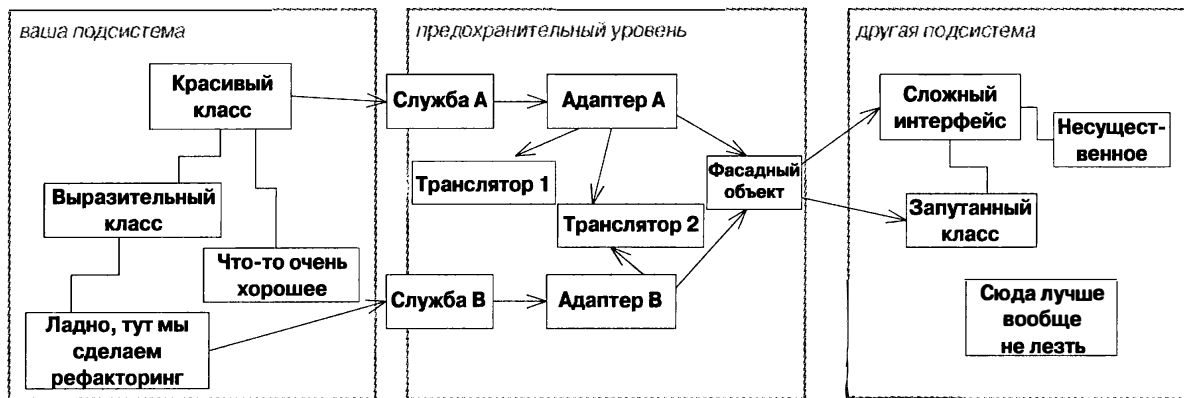 ваша подсистема
Красивый
класс
Выразительный
класс
Что-то очень
хорошее
Ладно, тут мы
сделаем
рефакторинг
предохранительный уровень
Служба А
Адаптер А
Транслятор 1
Фасадный
объект
Транслятор 2
Служба В
Адаптер В
другая подсистема
Сложный
интерфейс
Несущест-
венное
Запутанный
класс
Сюда лучше
вообще
не лезть